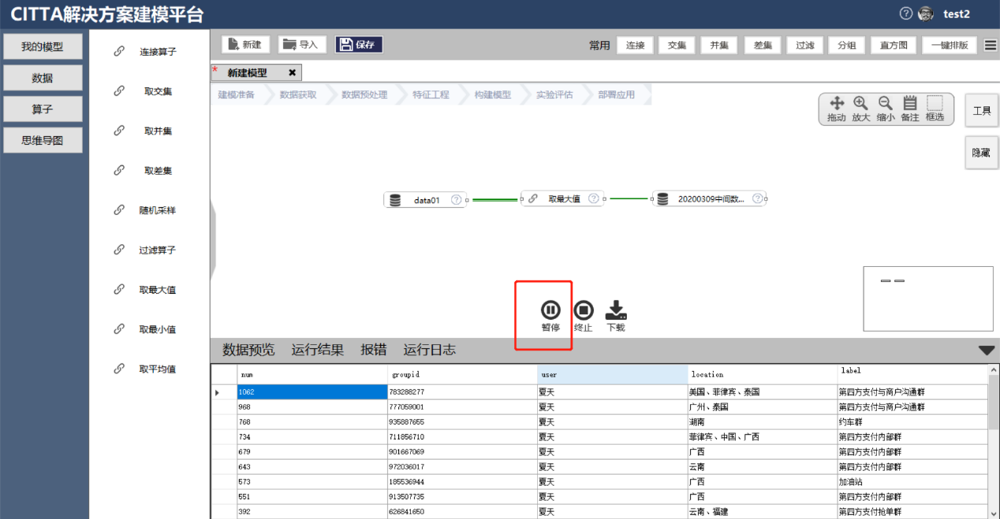 CITTA解决方案建模平台
test2
我的模型
数据
算子
思维导图
连接算子
取交集
取并集
取差集
随机采样
过滤算子
取最大值
取最小值
取平均值
新建 导入 保存
常用 连接 交集 并集 差集 过滤 分组 直方图 一键排版
* 新建模型
建模准备 数据获取 数据预处理 特征工程 构建模型 实验评估 部署应用
拖动 放大 缩小 备注 框选
工具
隐藏
data01 取最大值 20200309中间数...
暂停 终止 下载
数据预览 运行结果 报错 运行日志
num groupid user location label
1062 783288277 夏天 美国、菲律宾、泰国 第四方支付与商户沟通群
968 777059001 夏天 广州、泰国 第四方支付与商户沟通群
768 935887655 夏天 湖南 约车群
734 711856710 夏天 菲律宾、中国、广西 第四方支付内部群
679 901667069 夏天 广西 第四方支付内部群
643 972036017 夏天 云南 第四方支付内部群
573 185536944 夏天 广西 加油站
551 913507735 夏天 广西 第四方支付内部群
392 626841650 夏天 云南、福建 第四方支付抢单群